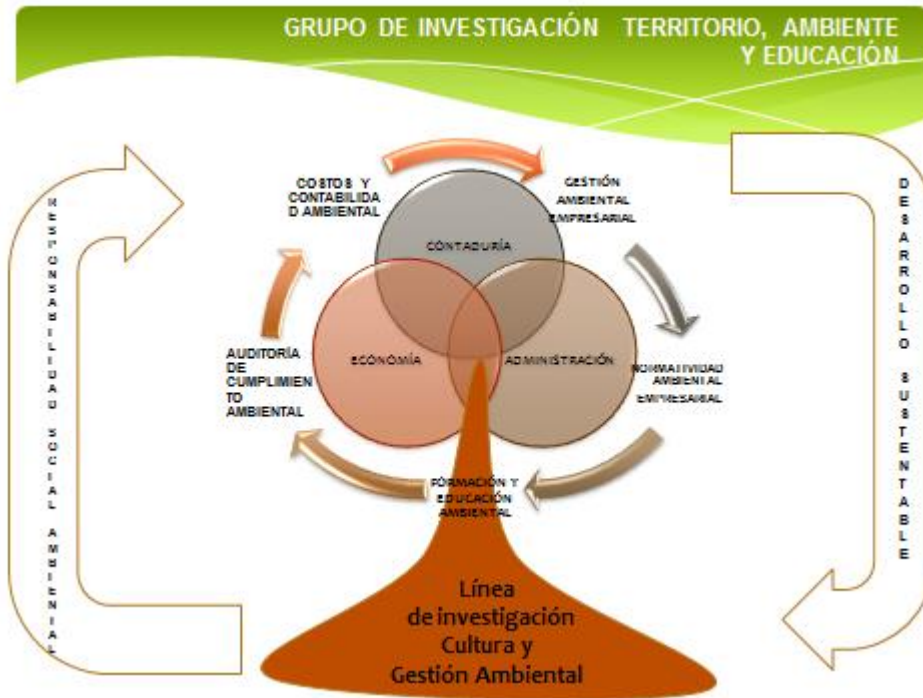 GRUPO DE INVESTIGACIÓN TERRITORIO, AMBIENTE
Y EDUCACIÓN
COSTOS Y
CONTABILIDA
D AMBIENTAL
GESTIÓN
AMBIENTAL
EMPRESARIAL
CONTADURÍA
ECONOMÍA
ADMINISTRACIÓN
AUDITORÍA
DE
CUMPLIMIEN
TO
AMBIENTAL
NORMATIVIDAD
AMBIENTAL
EMPRESARIAL
FORMACIÓN Y
EDUCACIÓN
AMBIENTAL
RESPONSABILIDAD SOCIAL AMBIENTAL
DESARROLLO SUSTENTABLE
Línea
de investigación
Cultura y
Gestión Ambiental